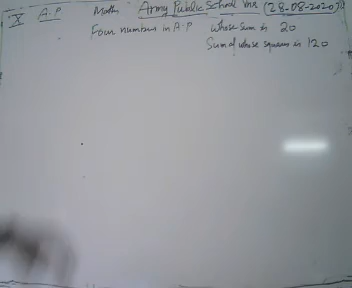 X A.P Maths Army Public School (28-08-2020)
Four numbers in A.P whose sum is 20
Sum of whose squares is 120